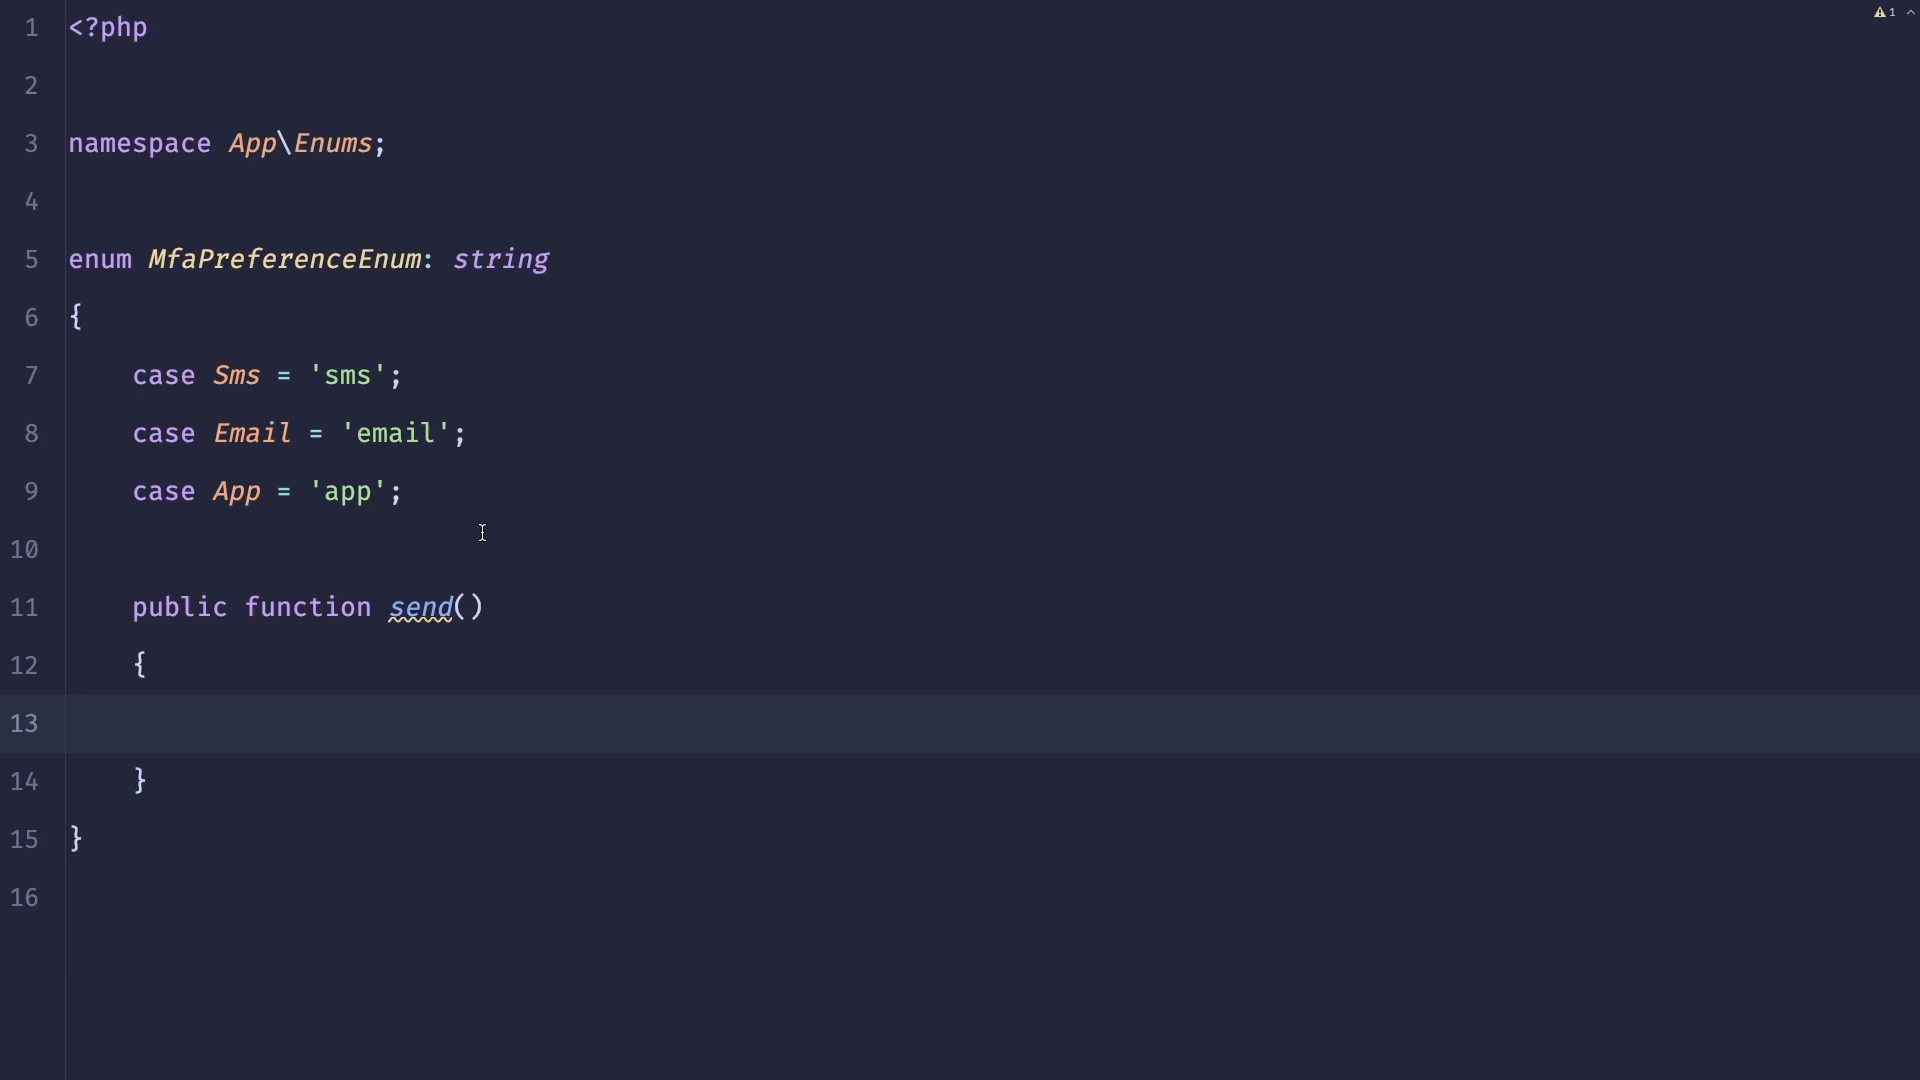 1 <?php
2
3 namespace App\Enums;
4
5 enum MfaPreferenceEnum: string
6 {
7     case Sms = 'sms';
8     case Email = 'email';
9     case App = 'app';
10
11     public function send()
12     {
13
14     }
15 }
16
1